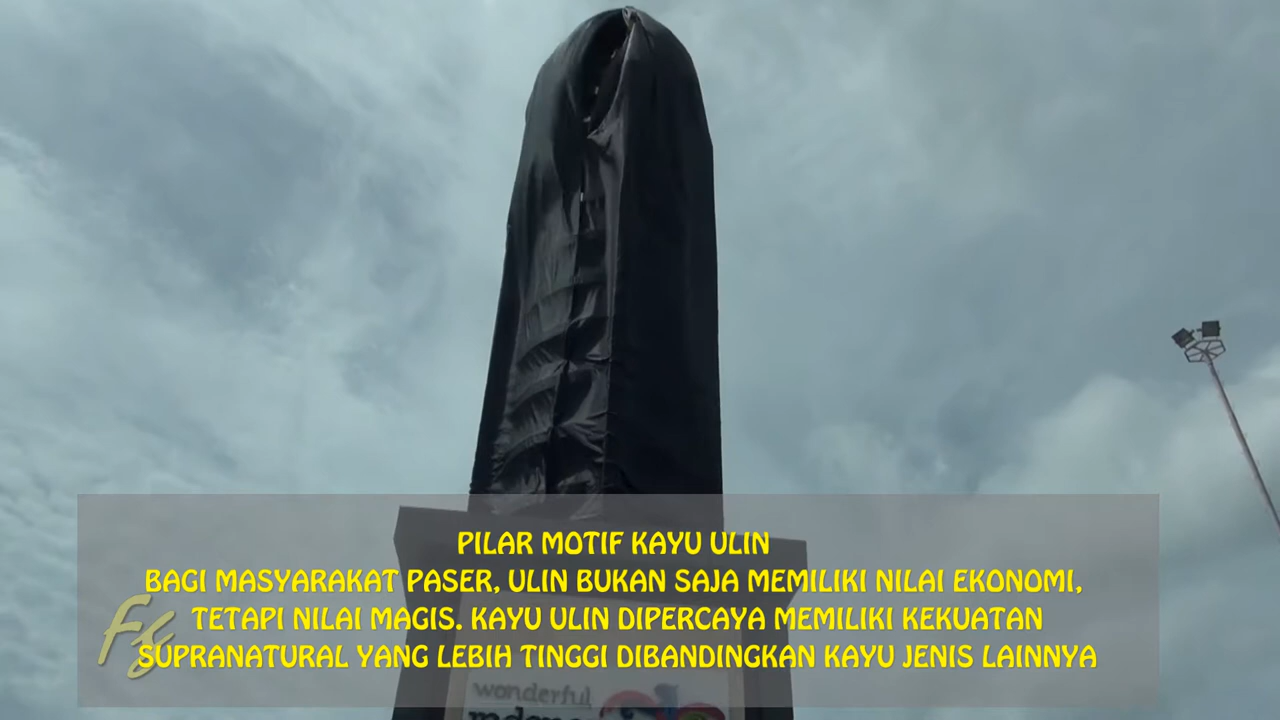 PILAR MOTIF KAYU ULIN
BAGI MASYARAKAT PASER, ULIN BUKAN SAJA MEMILIKI NILAI EKONOMI,
TETAPI NILAI MAGIS. KAYU ULIN DIPERCAYA MEMILIKI KEKUATAN
SUPRANATURAL YANG LEBIH TINGGI DIBANDINGKAN KAYU JENIS LAINNYA
FS
wonderful